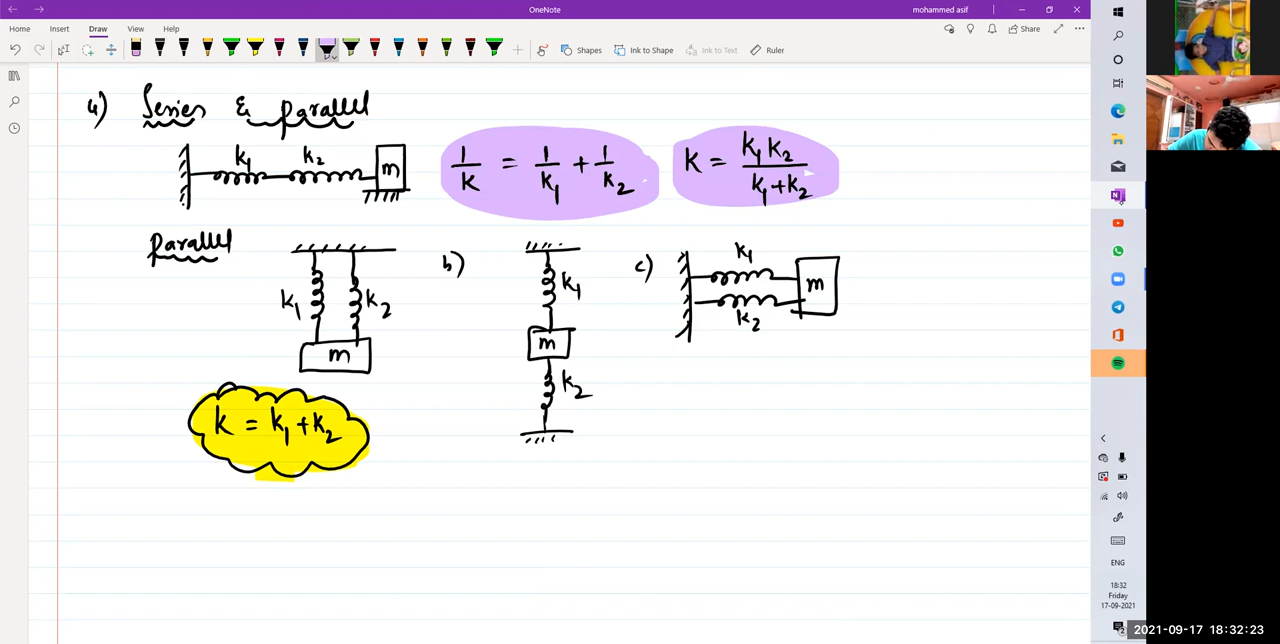 OneNote
mohammed asif
Home Insert Draw View Help
Share
Shapes Ink to Shape Ink to Text Ruler
4) Series & parallel
k1 k2 m
1/K = 1/K1 + 1/K2
K = K1 K2 / K1+K2
parallel
k1 k2 m
k = k1 + k2
b)
k1
m
k2
c)
k1
m
k2
ENG
18:32
Friday
17-09-2021
2021-09-17 18:32:23